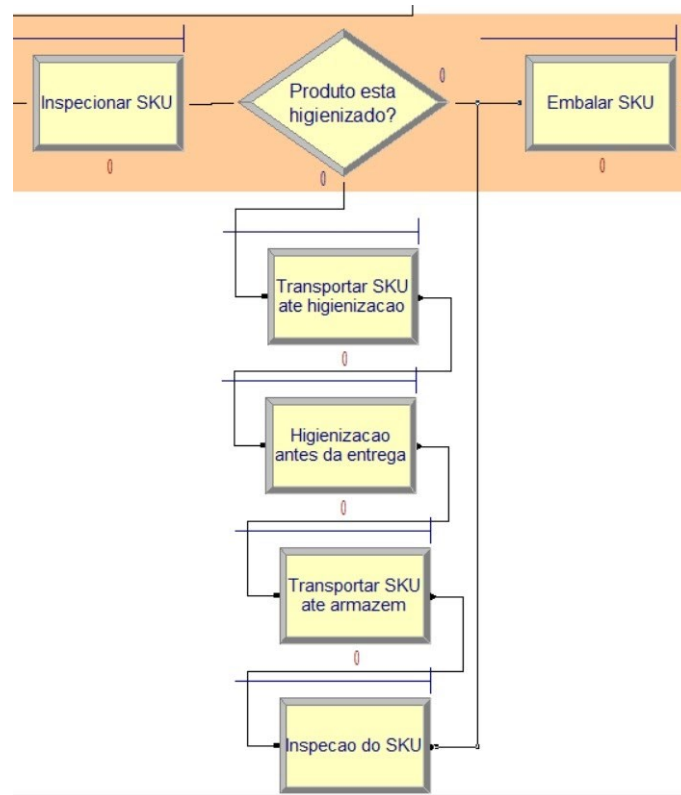 Inspecionar SKU
0
Produto esta
higienizado?
0
0
Embalar SKU
0
Transportar SKU
ate higienizacao
0
Higienizacao
antes da entrega
0
Transportar SKU
ate armazem
0
Inspecao do SKU